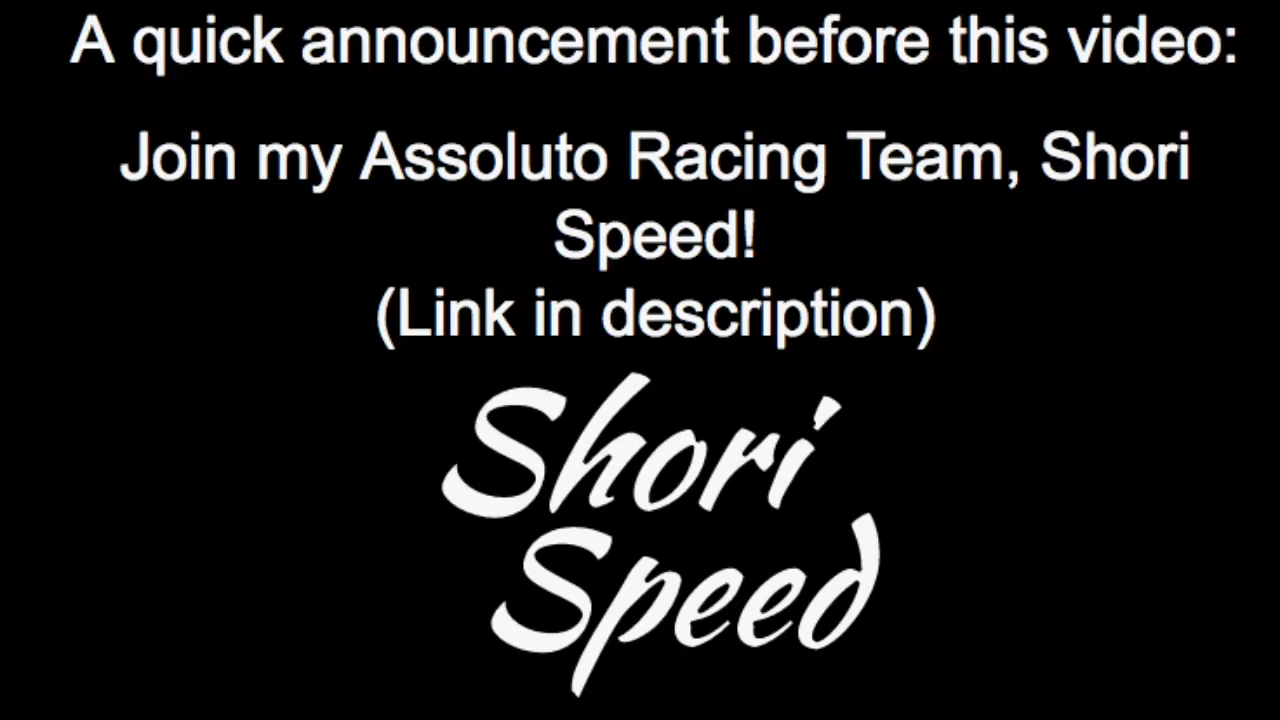 A quick announcement before this video:
Join my Assoluto Racing Team, Shori
Speed!
(Link in description)
Shori
Speed